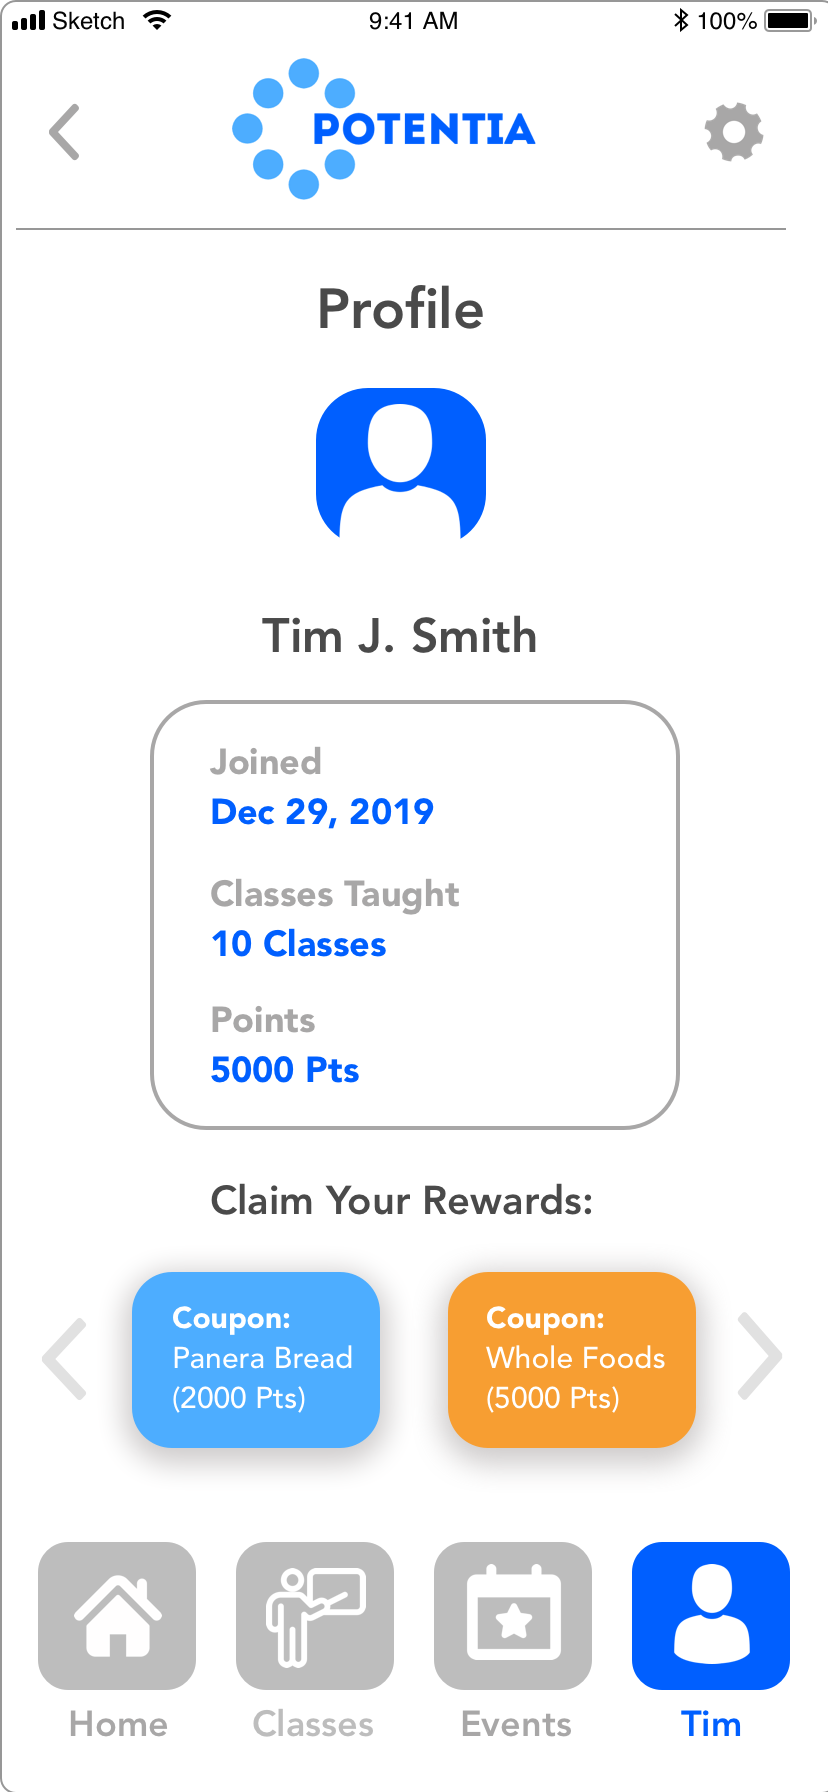 Sketch 9:41 AM 100%
POTENTIA
Profile
Tim J. Smith
Joined
Dec 29, 2019
Classes Taught
10 Classes
Points
5000 Pts
Claim Your Rewards:
Coupon:
Panera Bread
(2000 Pts)
Coupon:
Whole Foods
(5000 Pts)
Home Classes Events Tim